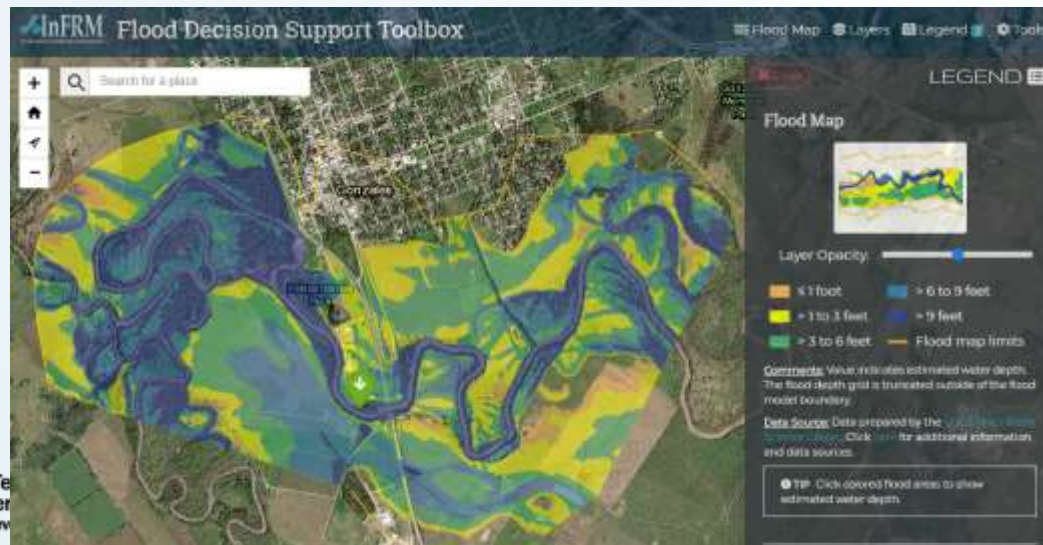 InFRM Flood Decision Support Toolbox
Flood Map Layers Legend Tools
Search for a place
LEGEND
Flood Map
Gonzales
Layer Opacity:
≤ 1 foot
> 1 to 3 feet
> 3 to 6 feet
> 6 to 9 feet
> 9 feet
Flood map limits
Comments: Value indicates estimated water depth.
The flood depth grid is truncated outside of the flood
model boundary.
Data Source: Data prepared by the
Click here for additional information
and data sources.
TIP Click colored flood areas to show
estimated water depth.